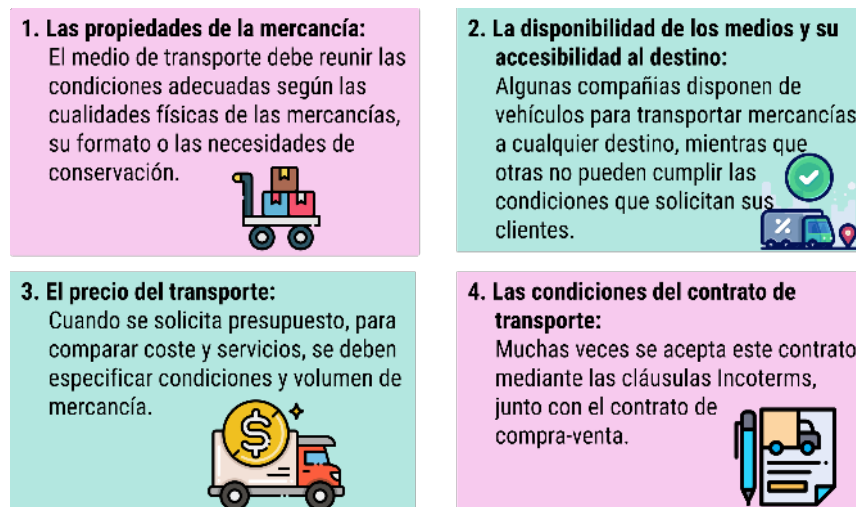 1. Las propiedades de la mercancía:
El medio de transporte debe reunir las
condiciones adecuadas según las
cualidades físicas de las mercancías,
su formato o las necesidades de
conservación.
2. La disponibilidad de los medios y su
accesibilidad al destino:
Algunas compañias disponen de
vehículos para transportar mercancías
a cualquier destino, mientras que
otras no pueden cumplir las
condiciones que solicitan sus
clientes.
3. El precio del transporte:
Cuando se solicita presupuesto, para
comparar coste y servicios, se deben
especificar condiciones y volumen de
mercancía.
4. Las condiciones del contrato de
transporte:
Muchas veces se acepta este contrato
mediante las cláusulas Incoterms,
junto con el contrato de
compra-venta.